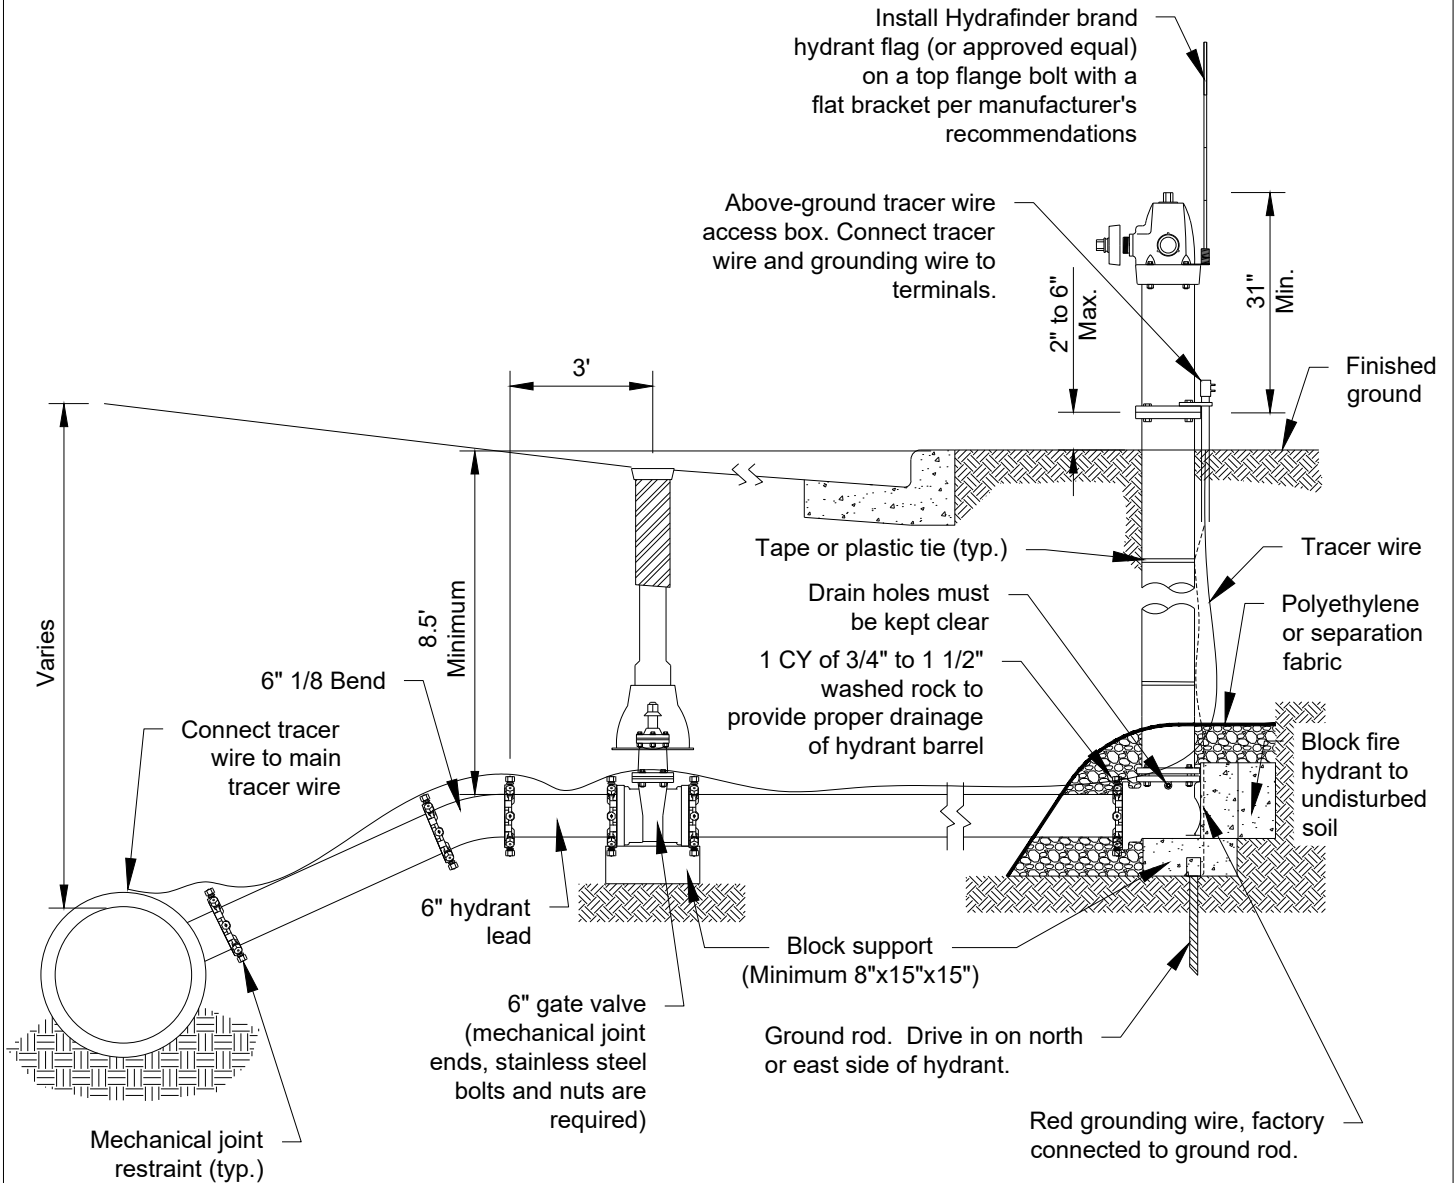 Install Hydrafinder brand
hydrant flag (or approved equal)
on a top flange bolt with a
flat bracket per manufacturer's
recommendations
Above-ground tracer wire
access box. Connect tracer
wire and grounding wire to
terminals.
2" to 6"
Max.
31"
Min.
Finished
ground
3'
Varies
8.5'
Minimum
Tape or plastic tie (typ.)
Tracer wire
Drain holes must
be kept clear
Polyethylene
or separation
fabric
1 CY of 3/4" to 1 1/2"
washed rock to
provide proper drainage
of hydrant barrel
6" 1/8 Bend
Connect tracer
wire to main
tracer wire
Block fire
hydrant to
undisturbed
soil
6" hydrant
lead
Block support
(Minimum 8"x15"x15")
6" gate valve
(mechanical joint
ends, stainless steel
bolts and nuts are
required)
Ground rod.  Drive in on north
or east side of hydrant.
Mechanical joint
restraint (typ.)
Red grounding wire, factory
connected to ground rod.